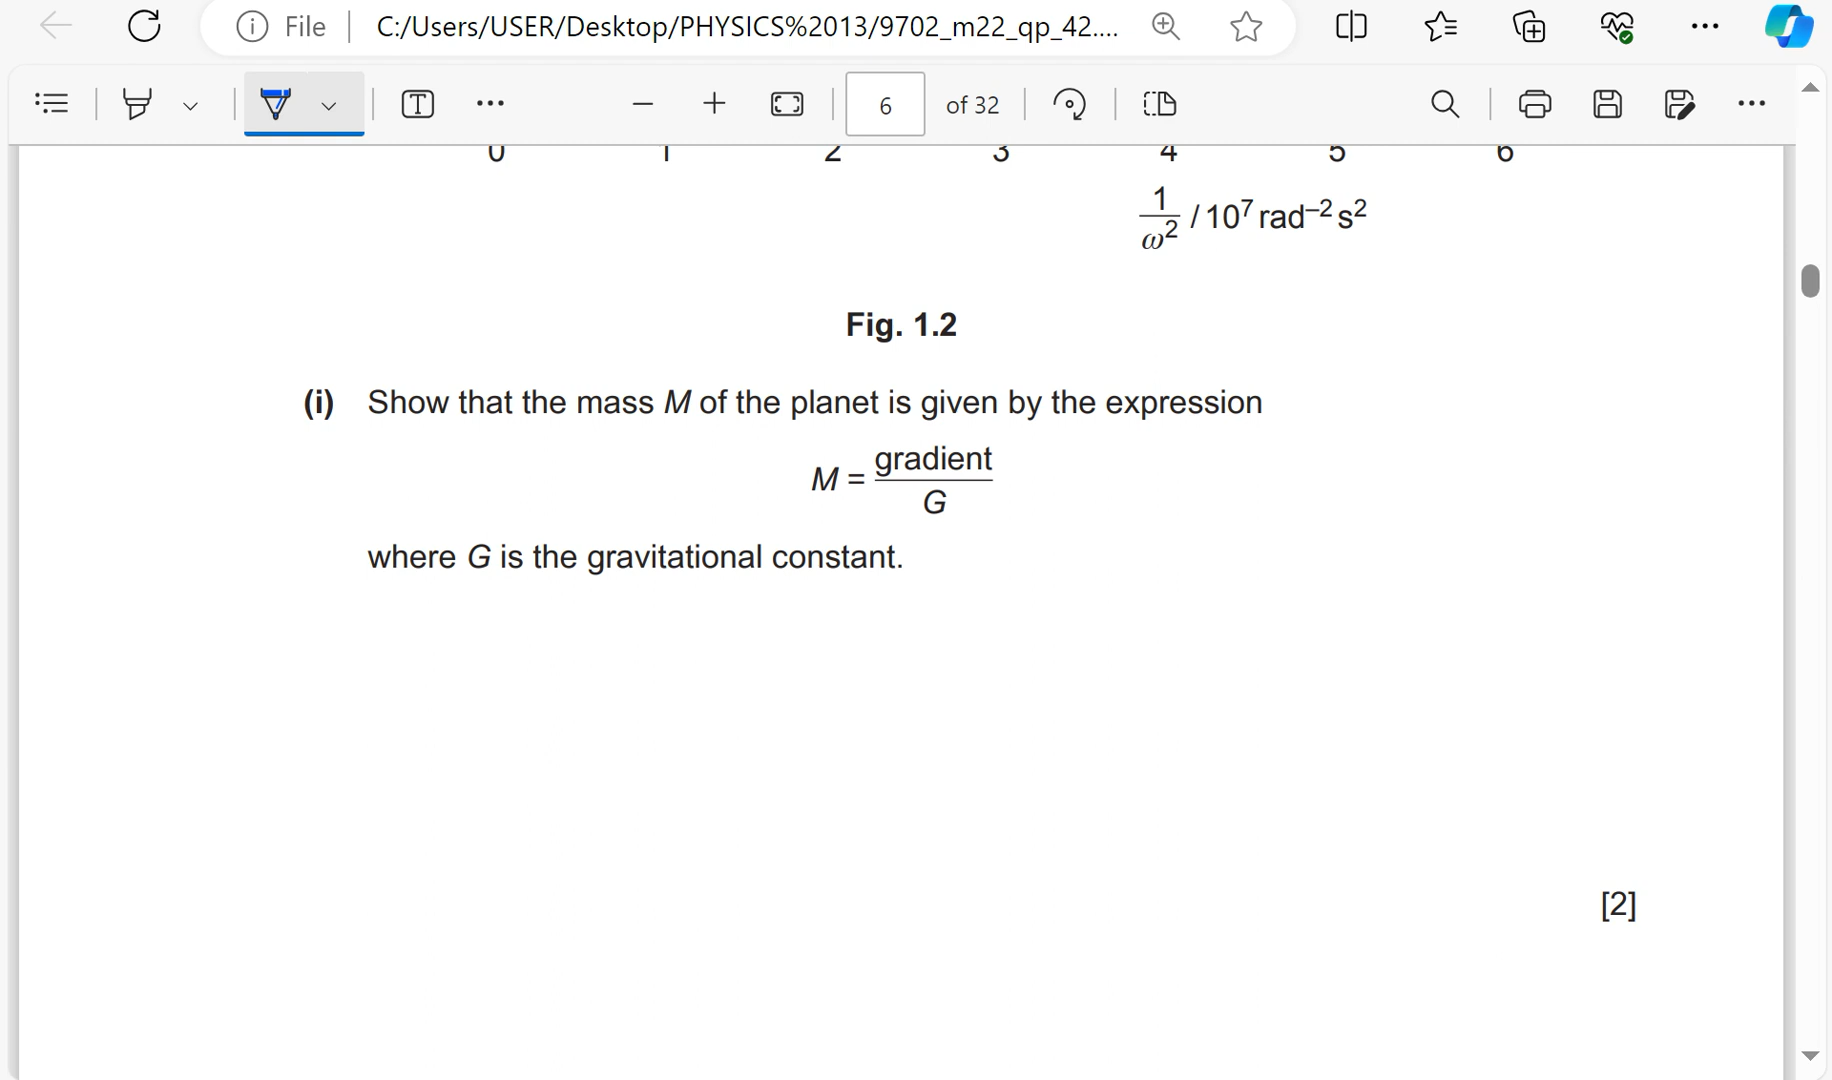 File C:/Users/USER/Desktop/PHYSICS%2013/9702_m22_qp_42....
T 6 of 32
0 1 2 3 4 5 6
1/ω² / 10⁷ rad⁻² s²
Fig. 1.2
(i) Show that the mass M of the planet is given by the expression
M = gradient/G
where G is the gravitational constant.
[2]